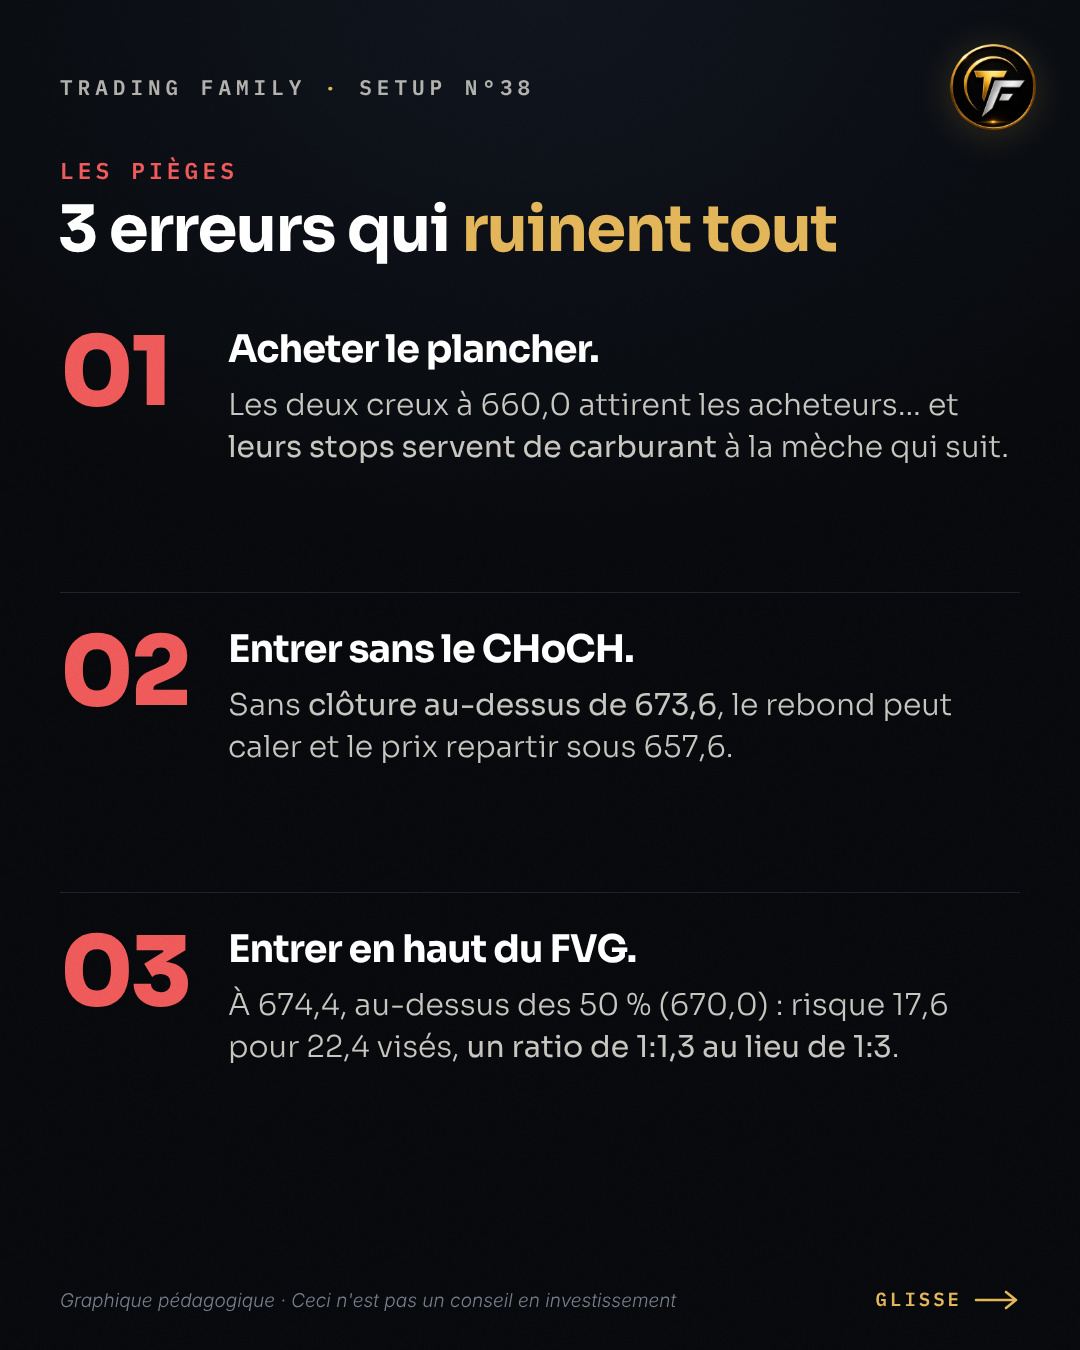 TRADING FAMILY · SETUP N°38
TF
LES PIÈGES
3 erreurs qui ruinent tout
01
Acheter le plancher.
Les deux creux à 660,0 attirent les acheteurs... et
leurs stops servent de carburant à la mèche qui suit.
02
Entrer sans le CHoCH.
Sans clôture au-dessus de 673,6, le rebond peut
caler et le prix repartir sous 657,6.
03
Entrer en haut du FVG.
À 674,4, au-dessus des 50 % (670,0) : risque 17,6
pour 22,4 visés, un ratio de 1:1,3 au lieu de 1:3.
Graphique pédagogique · Ceci n'est pas un conseil en investissement
GLISSE →